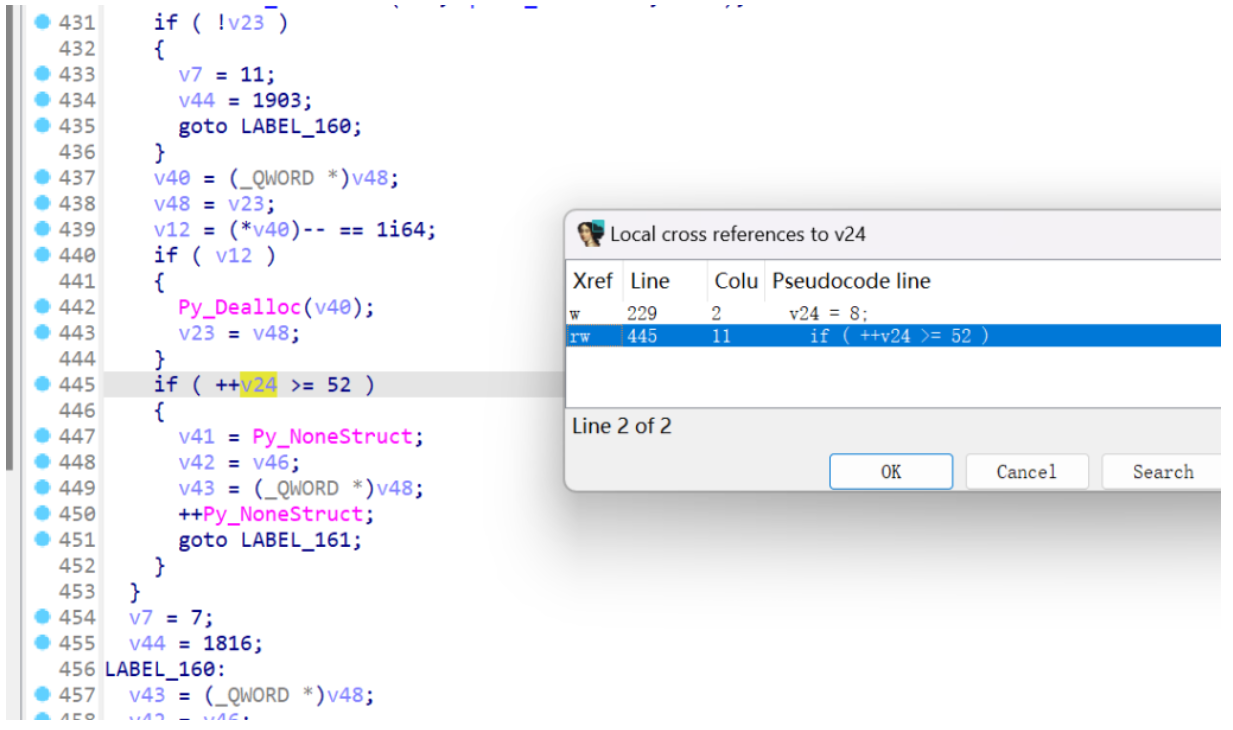 431 if ( !v23 )
432 {
433 v7 = 11;
434 v44 = 1903;
435 goto LABEL_160;
436 }
437 v40 = (_QWORD *)v48;
438 v48 = v23;
439 v12 = (*v40)-- == 1i64;
440 if ( v12 )
441 {
442 Py_Dealloc(v40);
443 v23 = v48;
444 }
445 if ( ++v24 >= 52 )
446 {
447 v41 = Py_NoneStruct;
448 v42 = v46;
449 v43 = (_QWORD *)v48;
450 ++Py_NoneStruct;
451 goto LABEL_161;
452 }
453 }
454 v7 = 7;
455 v44 = 1816;
456 LABEL_160:
457 v43 = (_QWORD *)v48;
458 v42 = v46;
Local cross references to v24
Xref Line Colu Pseudocode line
w 229 2 v24 = 8;
rw 445 11 if ( ++v24 >= 52 )
Line 2 of 2
OK Cancel Search